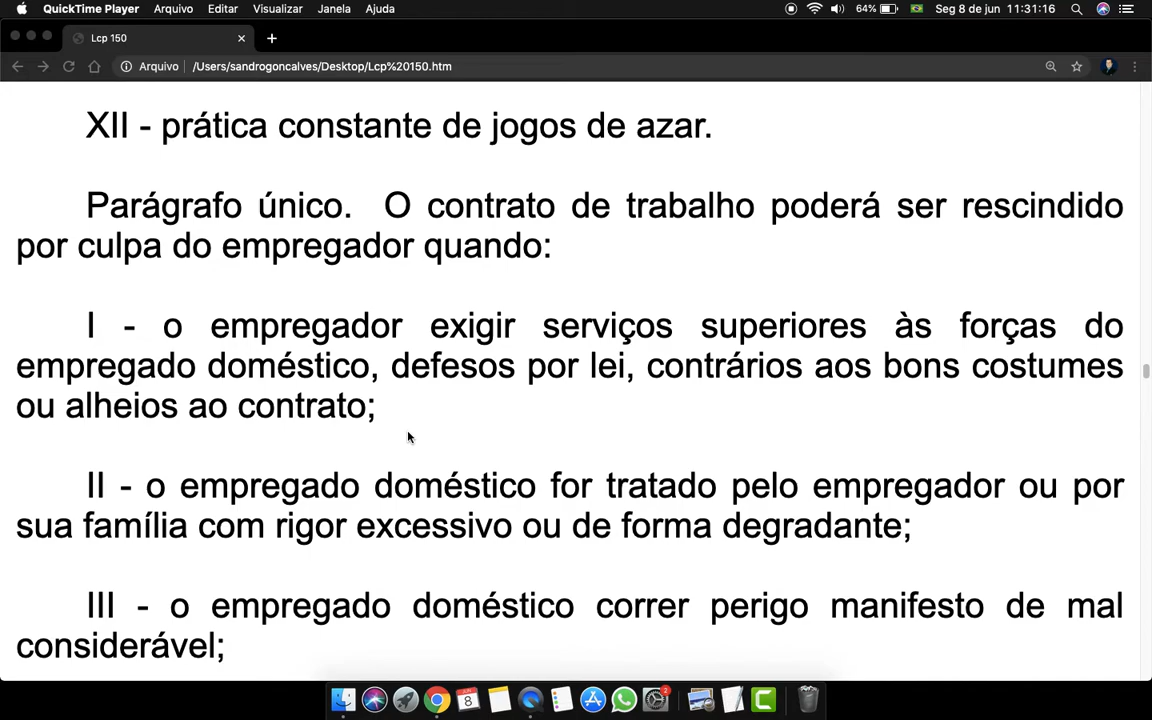 QuickTime Player Arquivo Editar Visualizar Janela Ajuda 64% Seg 8 de jun 11:31:16
Lcp 150
Arquivo /Users/sandrogoncalves/Desktop/Lcp%20150.htm
XII - prática constante de jogos de azar.
Parágrafo único. O contrato de trabalho poderá ser rescindido
por culpa do empregador quando:
I - o empregador exigir serviços superiores às forças do
empregado doméstico, defesos por lei, contrários aos bons costumes
ou alheios ao contrato;
II - o empregado doméstico for tratado pelo empregador ou por
sua família com rigor excessivo ou de forma degradante;
III - o empregado doméstico correr perigo manifesto de mal
considerável;
8
2